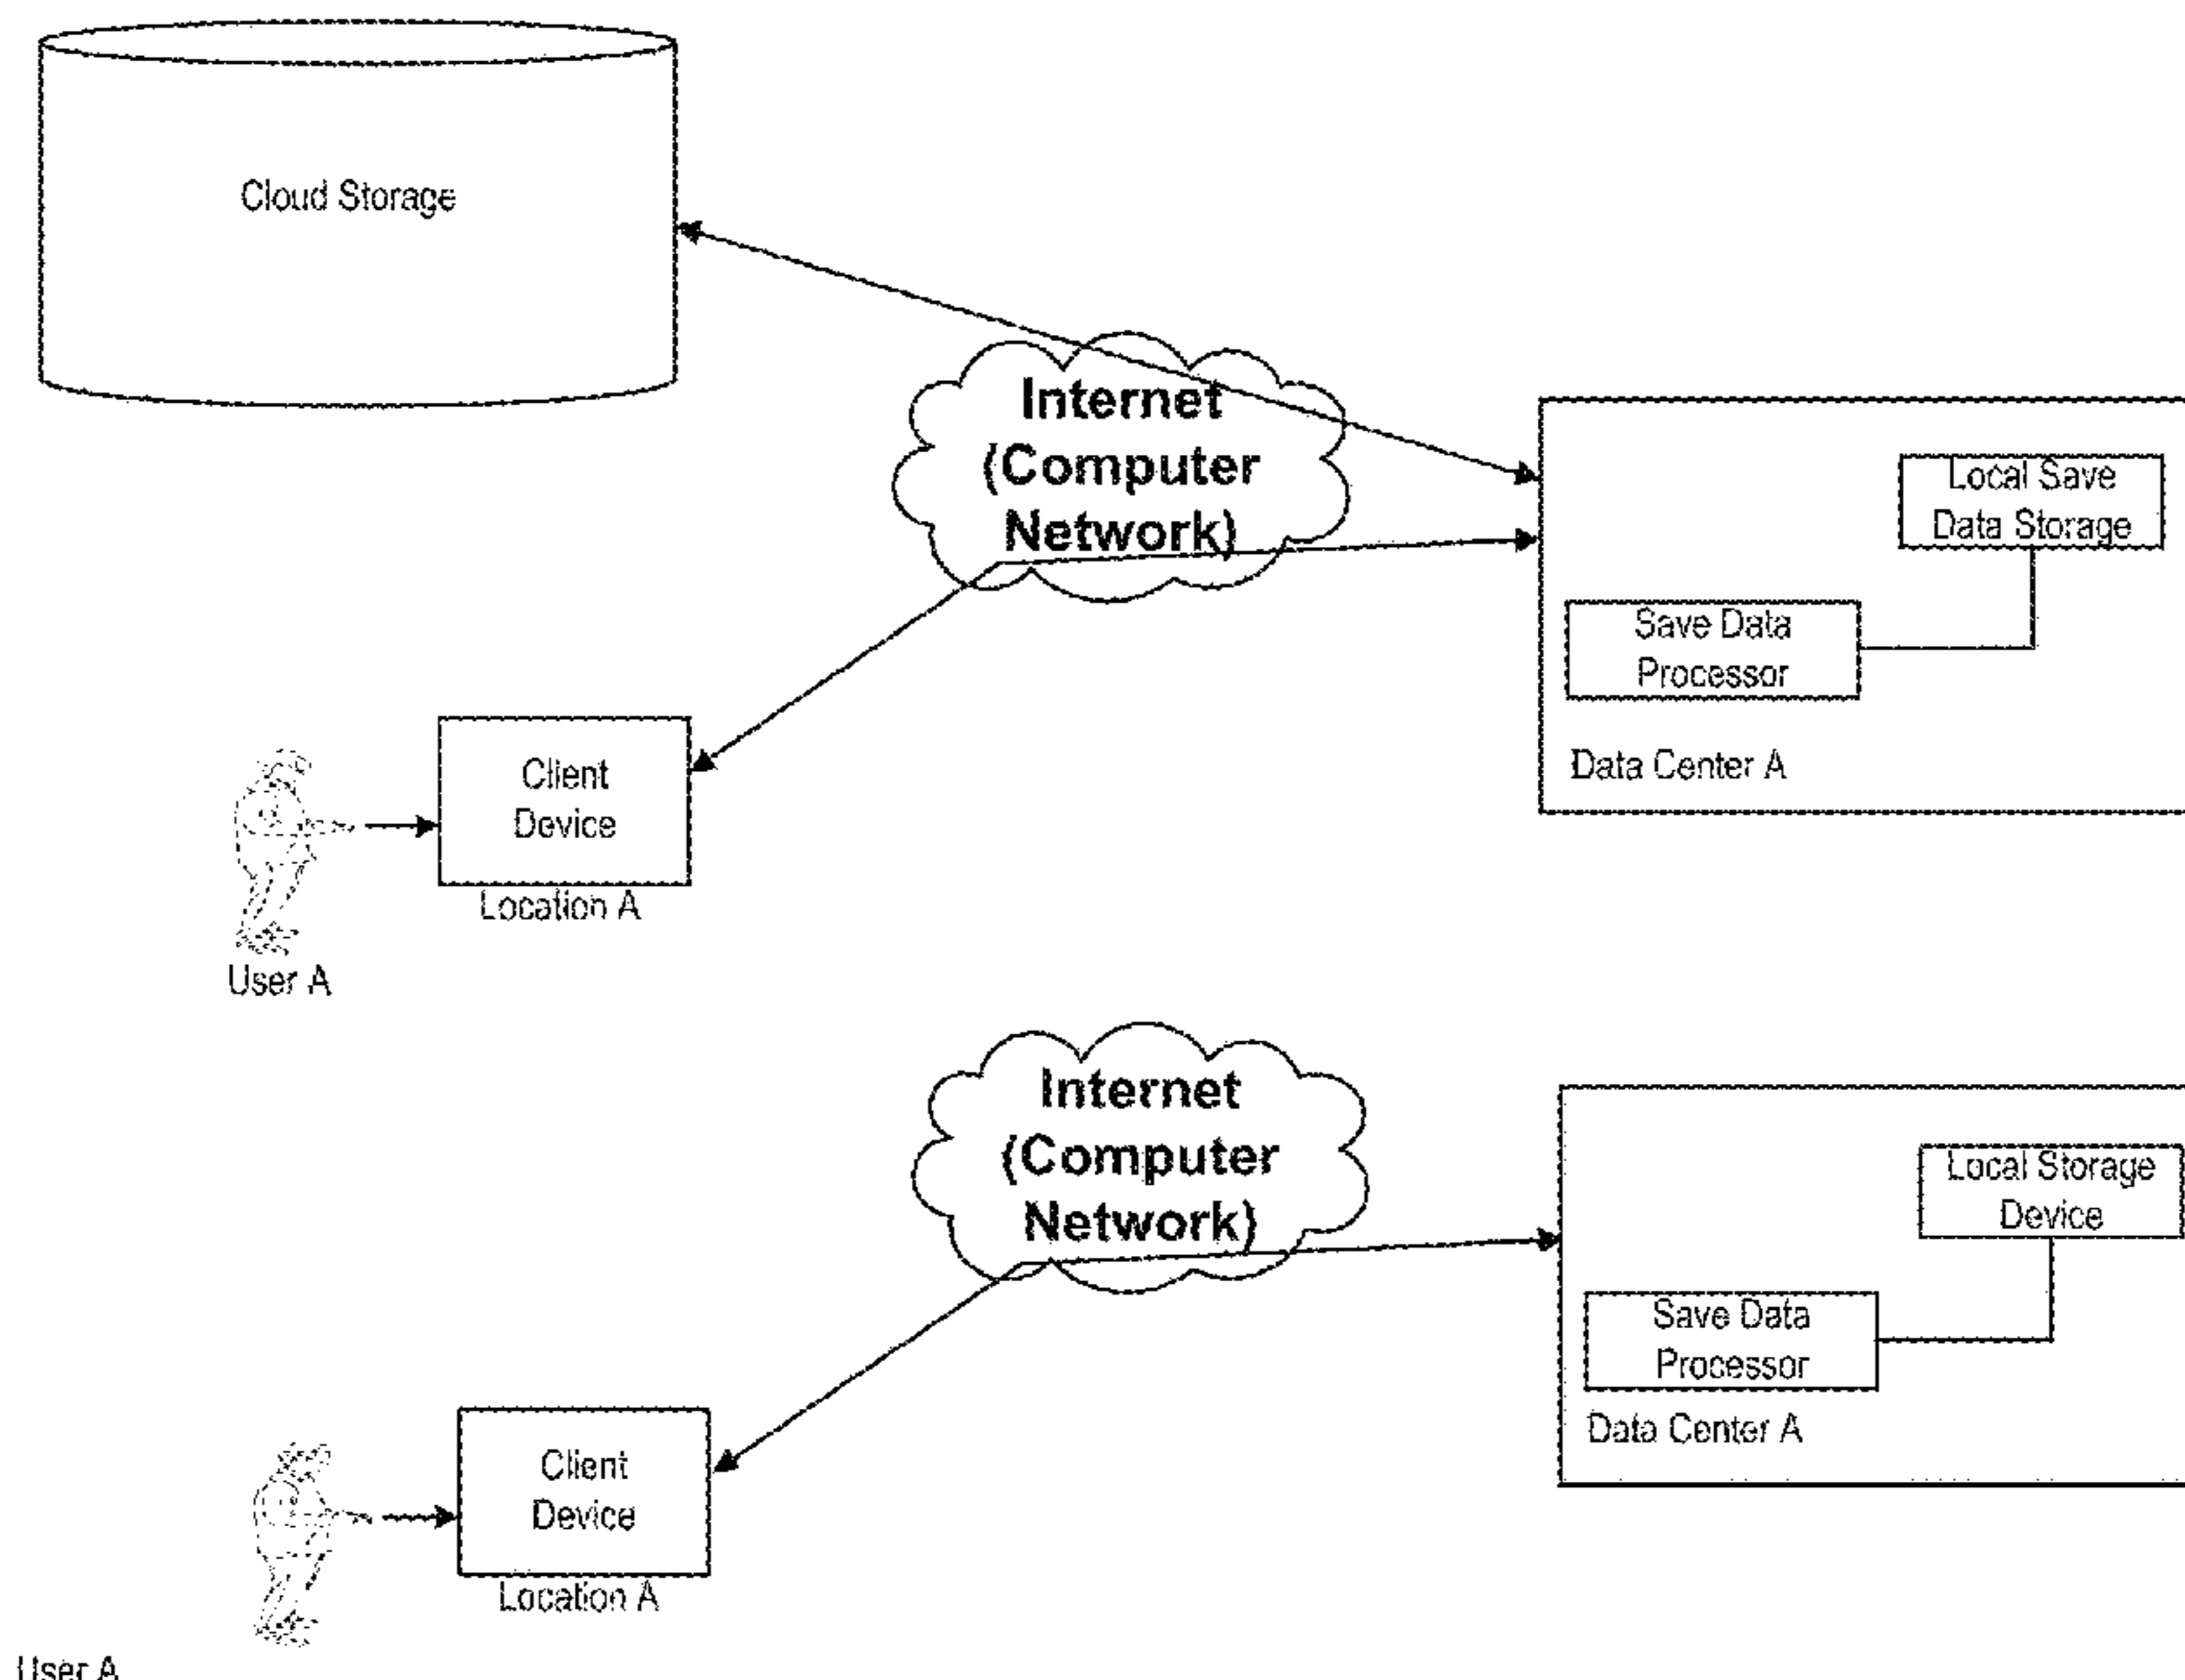 Cloud Storage
Internet
(Computer
Network)
Local Save
Data Storage
Save Data
Processor
Data Center A
Client
Device
Location A
User A
Internet
(Computer
Network)
Local Storage
Device
Save Data
Processor
Data Center A
Client
Device
Location A
User A